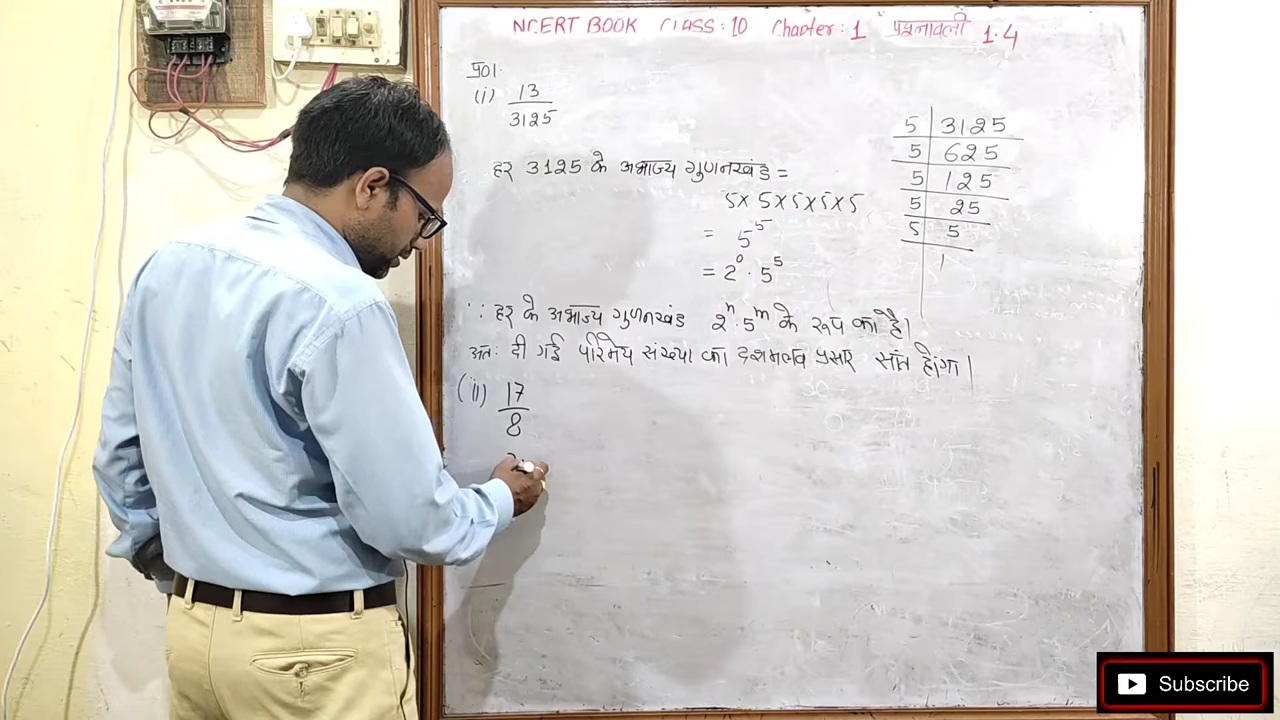 NCERT BOOK CLASS:10 Chapter:1 प्रश्नावली 1.4
प्र01.
(i) 13/3125
हर 3125 के अभाज्य गुणनखंड =
5×5×5×5×5
= 5⁵
= 2⁰·5⁵
5 | 3125
5 | 625
5 | 125
5 | 25
5 | 5
1
∵ हर के अभाज्य गुणनखंड 2ⁿ·5ᵐ के रूप का है।
अतः दी गई परिमेय संख्या का दशमलव प्रसार सांत होगा।
(ii) 17/8
Subscribe